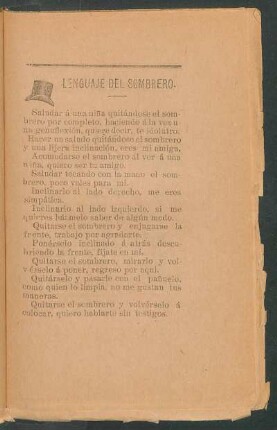 LENGUAJE DEL SOMBRERO.
Saludar á una niña quitándose el som-
brero por completo, haciendo á la vez u
na genuflexión, quiere decir, te idolatro.
Hacer un saludo quitándose el sombrero
y una lijera inclinación, eres mi amiga.
Acomodarse el sombrero al ver á una
niña, quiero ser tu amigo.
Saludar tocando con la mano el som-
brero, poco vales para mí.
Inclinarlo al lado derecho, me eres
simpática.
Inclinarlo al lado izquierdo, si me
quieres házmelo saber de algún modo.
Quitarse el sombrero y enjugarse la
frente, trabajo por agradarte.
Ponérselo inclinado á atrás descu-
briendo la frente, fíjate en mí.
Quitarse el sombrero, mirarlo y vol
vérselo á poner, regreso por aquí.
Quitárselo y pasarle con el pañuelo,
como quien lo limpia, no me gustan tus
maneras.
Quitarse el sombrero y volvérselo á
colocar, quiero hablarte sin testigos.